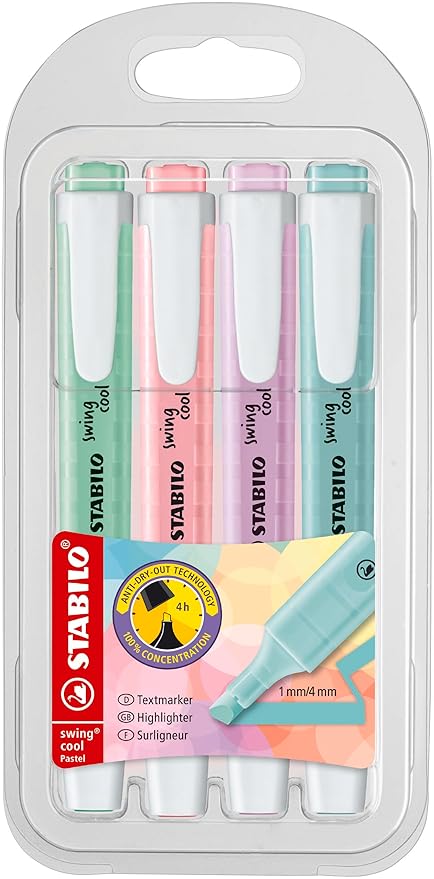 swing
cool
STABILO
swing
cool
STABILO
swing
cool
STABILO
swing
cool
STABILO
STABILO®
swing®
cool
Pastel
ANTI-DRY-OUT TECHNOLOGY
4h
100% CONCENTRATION
D Textmarker
GB Highlighter
F Surligneur
1 mm/4 mm